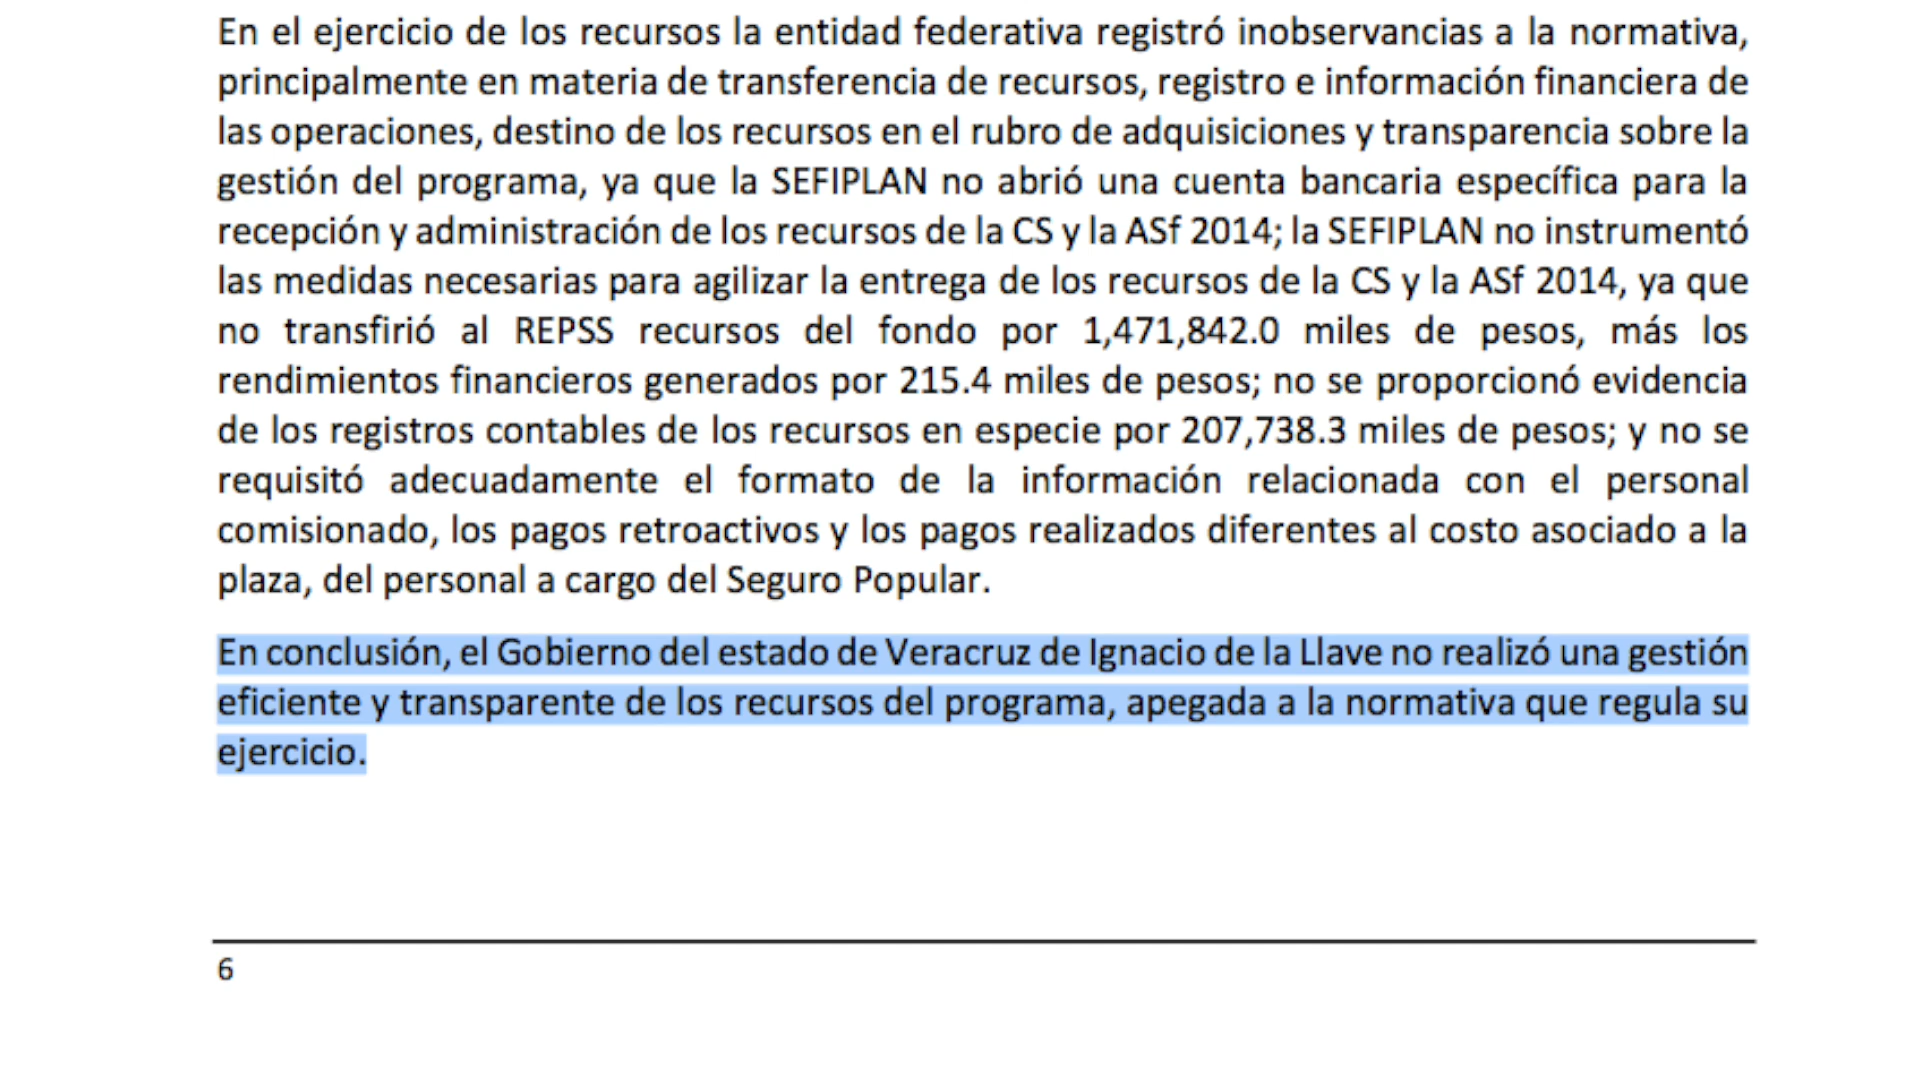 En el ejercicio de los recursos la entidad federativa registró inobservancias a la normativa,
principalmente en materia de transferencia de recursos, registro e información financiera de
las operaciones, destino de los recursos en el rubro de adquisiciones y transparencia sobre la
gestión del programa, ya que la SEFIPLAN no abrió una cuenta bancaria específica para la
recepción y administración de los recursos de la CS y la ASf 2014; la SEFIPLAN no instrumentó
las medidas necesarias para agilizar la entrega de los recursos de la CS y la ASf 2014, ya que
no transfirió al REPSS recursos del fondo por 1,471,842.0 miles de pesos, más los
rendimientos financieros generados por 215.4 miles de pesos; no se proporcionó evidencia
de los registros contables de los recursos en especie por 207,738.3 miles de pesos; y no se
requisitó adecuadamente el formato de la información relacionada con el personal
comisionado, los pagos retroactivos y los pagos realizados diferentes al costo asociado a la
plaza, del personal a cargo del Seguro Popular.
En conclusión, el Gobierno del estado de Veracruz de Ignacio de la Llave no realizó una gestión
eficiente y transparente de los recursos del programa, apegada a la normativa que regula su
ejercicio.
6